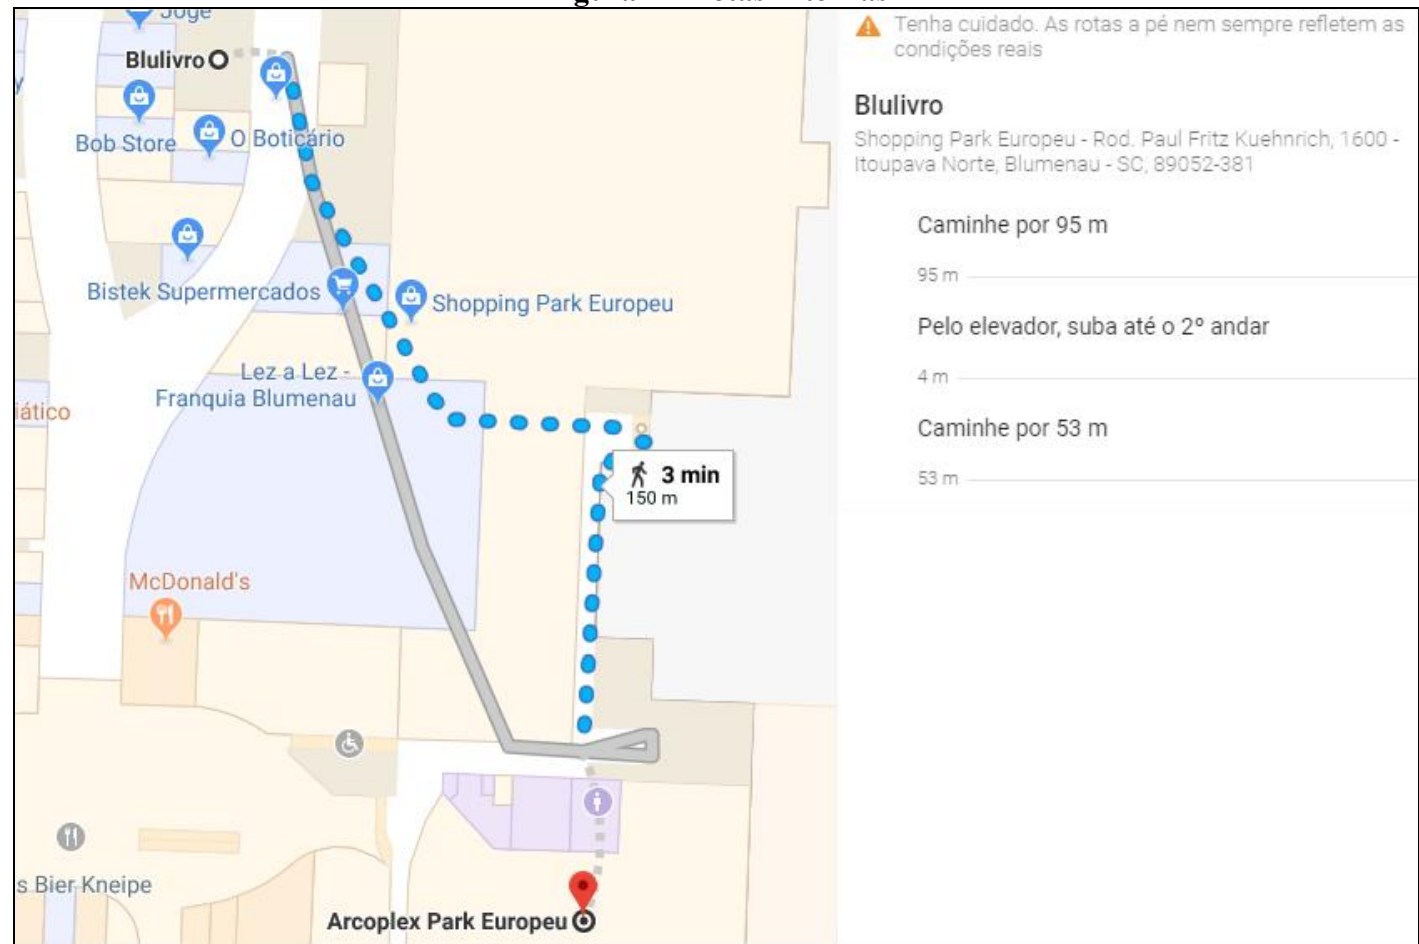 Joge
Blulivro
Bob Store
O Boticário
Bistek Supermercados
Shopping Park Europeu
Lez a Lez -
Franquia Blumenau
iático
3 min
150 m
McDonald's
s Bier Kneipe
Arcoplex Park Europeu
Tenha cuidado. As rotas a pé nem sempre refletem as
condições reais
Blulivro
Shopping Park Europeu - Rod. Paul Fritz Kuehnrich, 1600 -
Itoupava Norte, Blumenau - SC, 89052-381
Caminhe por 95 m
95 m
Pelo elevador, suba até o 2º andar
4 m
Caminhe por 53 m
53 m